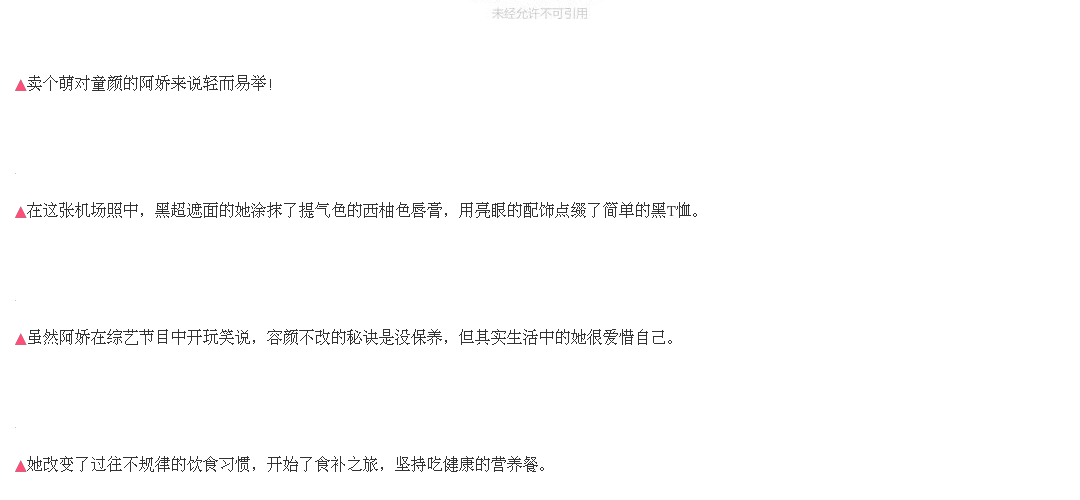 未经允许不可引用
▲卖个萌对童颜的阿娇来说轻而易举!
▲在这张机场照中，黑超遮面的她涂抹了提气色的西柚色唇膏，用亮眼的配饰点缀了简单的黑T恤。
▲虽然阿娇在综艺节目中开玩笑说，容颜不改的秘诀是没保养，但其实生活中的她很爱惜自己。
▲她改变了过往不规律的饮食习惯，开始了食补之旅，坚持吃健康的营养餐。